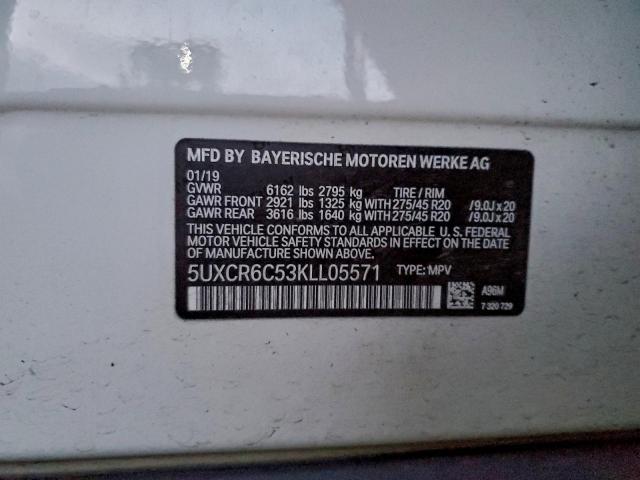 MFD BY BAYERISCHE MOTOREN WERKE AG
01/19
GVWR 6162 lbs 2795 kg TIRE / RIM
GAWR FRONT 2921 lbs 1325 kg WITH 275/45 R20 /9.0J x 20
GAWR REAR 3616 lbs 1640 kg WITH 275/45 R20 /9.0J x 20
THIS VEHICLE CONFORMS TO ALL APPLICABLE U.S. FEDERAL
MOTOR VEHICLE SAFETY STANDARDS IN EFFECT ON THE DATE
OF MANUFACTURE SHOWN ABOVE.
5UXCR6C53KLL05571 TYPE: MPV
A96M
7 320 729